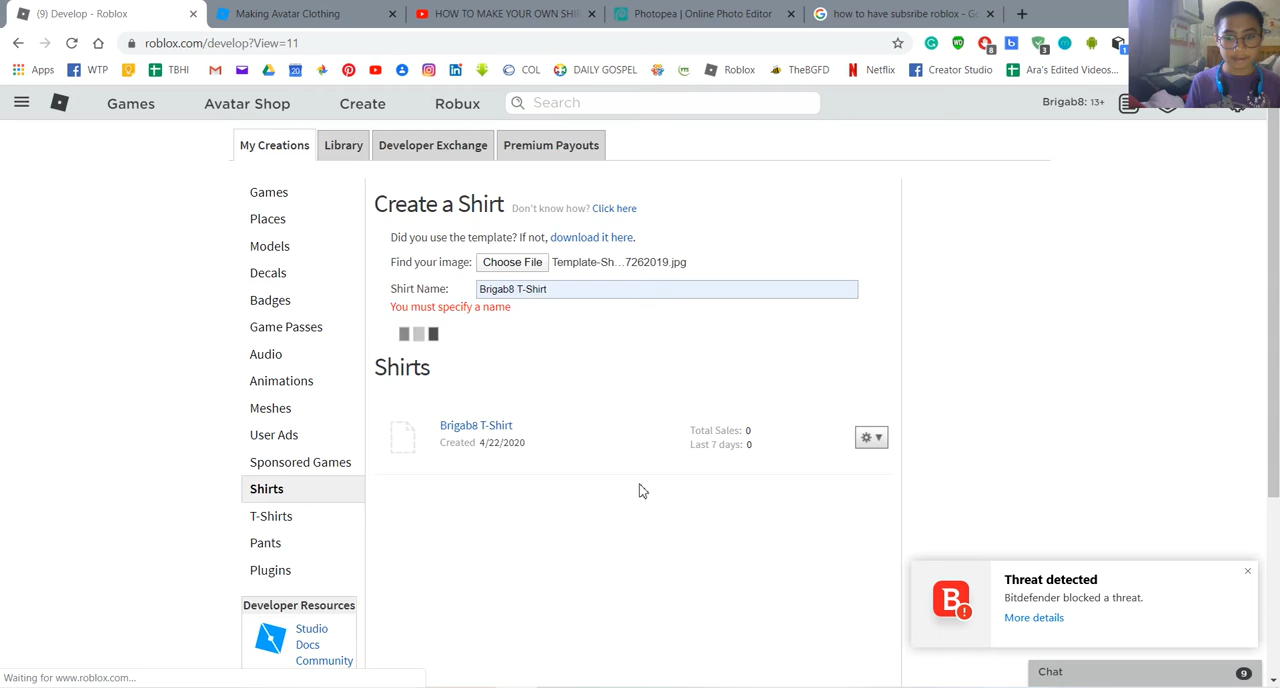 (9) Develop - Roblox
Making Avatar Clothing
HOW TO MAKE YOUR OWN SHI
Photopea | Online Photo Editor
how to have subsribe roblox - Go
roblox.com/develop?View=11
Apps
WTP
TBHI
COL
DAILY GOSPEL
Roblox
TheBGFD
Netflix
Creator Studio
Ara's Edited Videos...
Games
Avatar Shop
Create
Robux
Search
Brigab8: 13+
My Creations
Library
Developer Exchange
Premium Payouts
Games
Places
Models
Decals
Badges
Game Passes
Audio
Animations
Meshes
User Ads
Sponsored Games
Shirts
T-Shirts
Pants
Plugins
Developer Resources
Studio
Docs
Community
Create a Shirt Don't know how? Click here
Did you use the template? If not, download it here.
Find your image: Choose File Template-Sh...7262019.jpg
Shirt Name: Brigab8 T-Shirt
You must specify a name
Shirts
Brigab8 T-Shirt
Created 4/22/2020
Total Sales: 0
Last 7 days: 0
Threat detected
Bitdefender blocked a threat.
More details
Chat 9
Waiting for www.roblox.com...